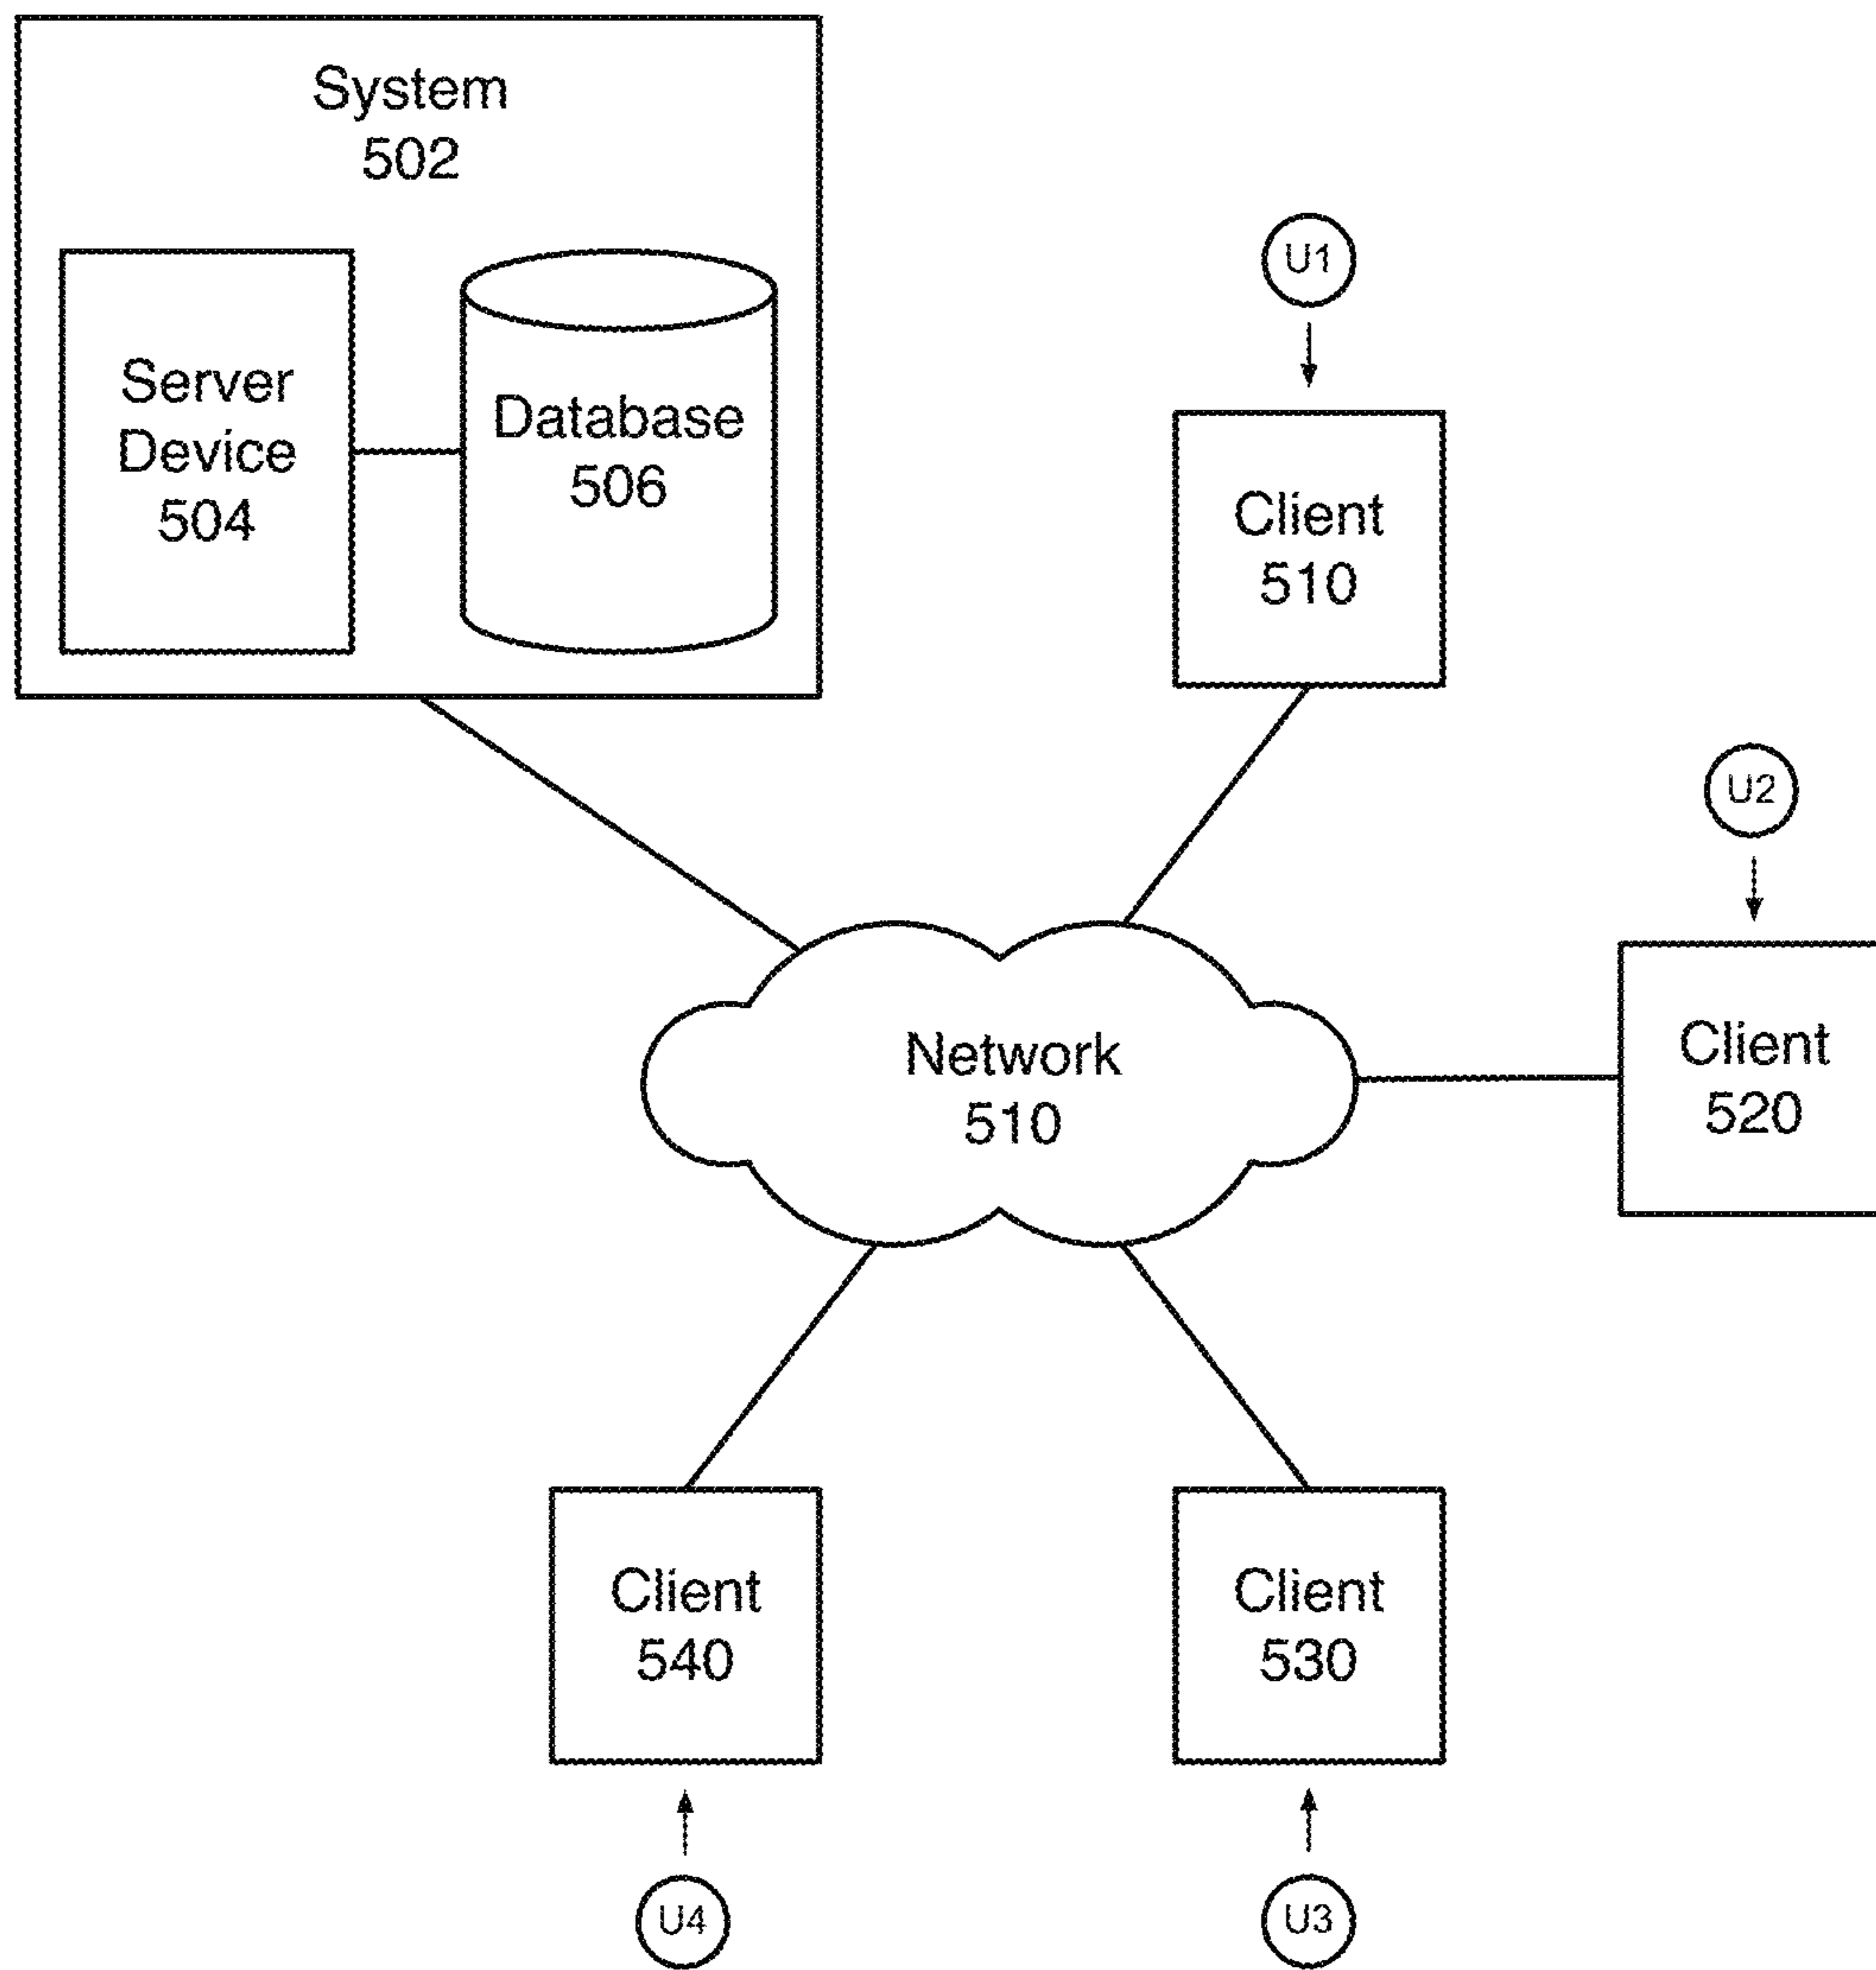 System
502
Server
Device
504
Database
506
U1
Client
510
U2
Client
520
Network
510
Client
540
Client
530
U4
U3